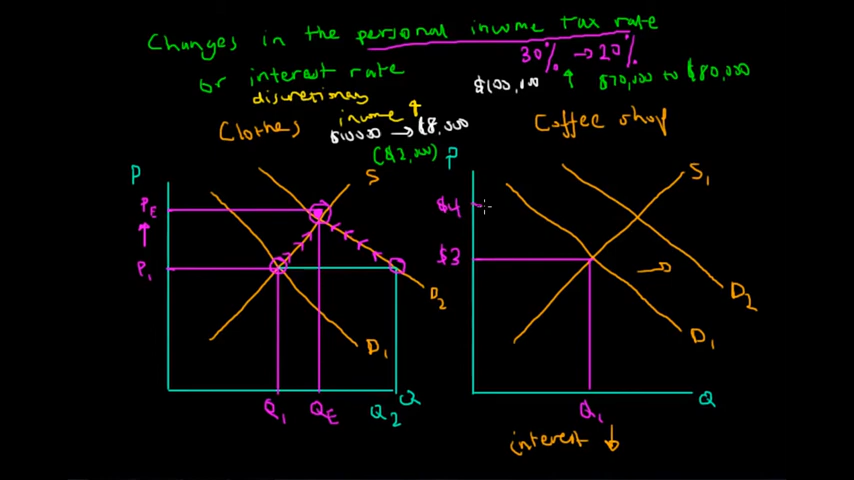 Changes in the personal income tax rate
30% → 20%
or interest rate
$100,000 ↑ $70,000 to $80,000
discretionary
income ↑
Clothes
$10000 → $8,000
Coffee shop
($2,000)
P
S
PE
P1
D2
D1
Q1
QE
Q2
Q
P
S1
$4
$3
D2
D1
Q1
Q
interest ↓